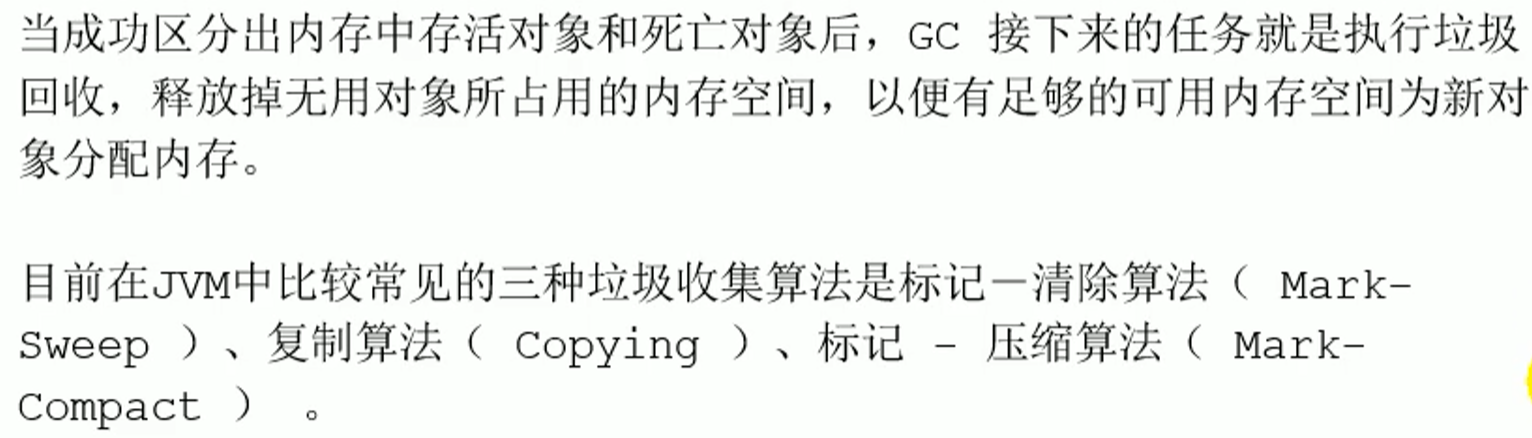 当成功区分出内存中存活对象和死亡对象后，GC 接下来的任务就是执行垃圾
回收，释放掉无用对象所占用的内存空间，以便有足够的可用内存空间为新对
象分配内存。
目前在JVM中比较常见的三种垃圾收集算法是标记一清除算法（ Mark-
Sweep ）、复制算法（ Copying ）、标记 - 压缩算法（ Mark-
Compact ） 。